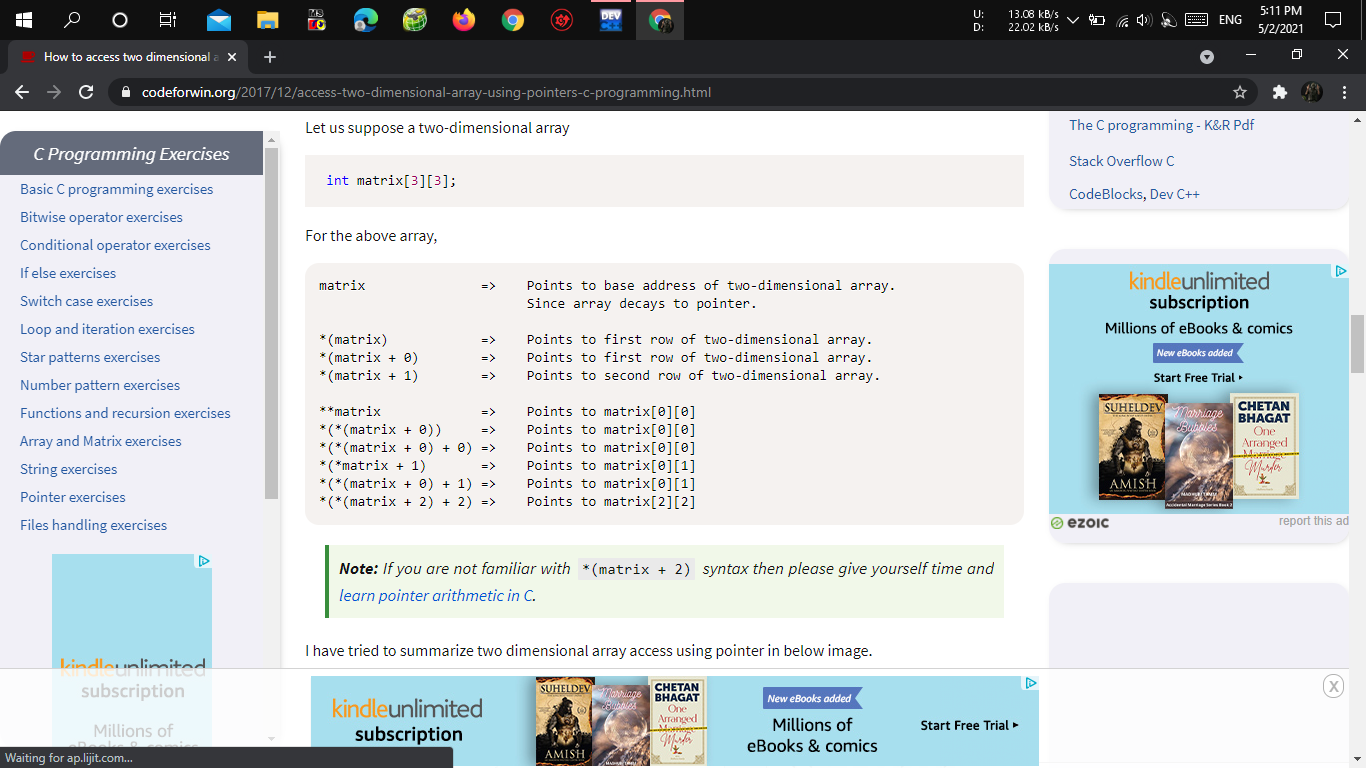 U:
13.08 kB/s
D:
22.02 kB/s
ENG
5:11 PM
5/2/2021
How to access two dimensional a
codeforwin.org/2017/12/access-two-dimensional-array-using-pointers-c-programming.html
C Programming Exercises
Basic C programming exercises
Bitwise operator exercises
Conditional operator exercises
If else exercises
Switch case exercises
Loop and iteration exercises
Star patterns exercises
Number pattern exercises
Functions and recursion exercises
Array and Matrix exercises
String exercises
Pointer exercises
Files handling exercises
kindleunlimited
subscription
Millions of
eBooks & comics
Waiting for ap.lijit.com...
Let us suppose a two-dimensional array
int matrix[3][3];
For the above array,
matrix => Points to base address of two-dimensional array.
Since array decays to pointer.
*(matrix) => Points to first row of two-dimensional array.
*(matrix + 0) => Points to first row of two-dimensional array.
*(matrix + 1) => Points to second row of two-dimensional array.
**matrix => Points to matrix[0][0]
*(*(matrix + 0)) => Points to matrix[0][0]
*(*(matrix + 0) + 0) => Points to matrix[0][0]
*(*matrix + 1) => Points to matrix[0][1]
*(*(matrix + 0) + 1) => Points to matrix[0][1]
*(*(matrix + 2) + 2) => Points to matrix[2][2]
Note: If you are not familiar with *(matrix + 2) syntax then please give yourself time and
learn pointer arithmetic in C.
I have tried to summarize two dimensional array access using pointer in below image.
The C programming - K&R Pdf
Stack Overflow C
CodeBlocks, Dev C++
kindleunlimited
subscription
Millions of eBooks & comics
New eBooks added
Start Free Trial
SUHELDEV
AMISH
Marriage
Bubbles
CHETAN
BHAGAT
One
Arranged
Marriage
Murder
ezoic
report this ad
kindleunlimited
subscription
SUHELDEV
AMISH
Marriage
Bubbles
CHETAN
BHAGAT
One
Arranged
Marriage
Murder
New eBooks added
Millions of
eBooks & comics
Start Free Trial
X